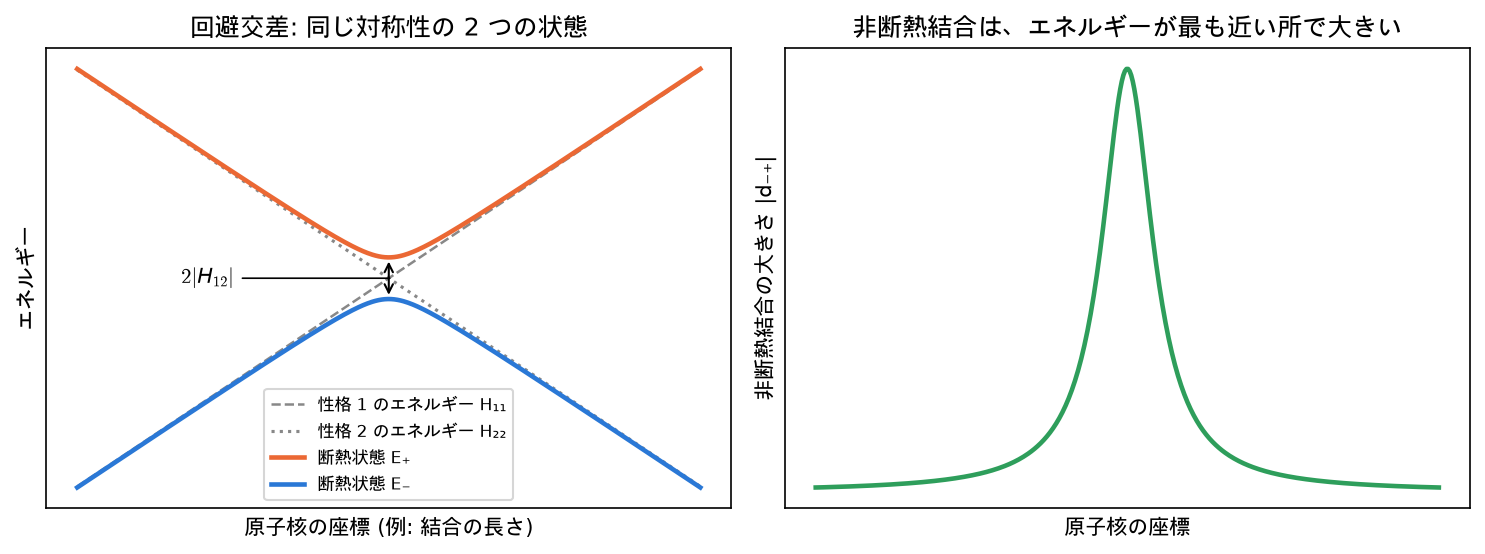 回避交差: 同じ対称性の 2 つの状態
エネルギー
2|H₁₂|
性格 1 のエネルギー H₁₁
性格 2 のエネルギー H₂₂
断熱状態 E₊
断熱状態 E₋
原子核の座標 (例: 結合の長さ)
非断熱結合は、エネルギーが最も近い所で大きい
非断熱結合の大きさ |d₋₊|
原子核の座標